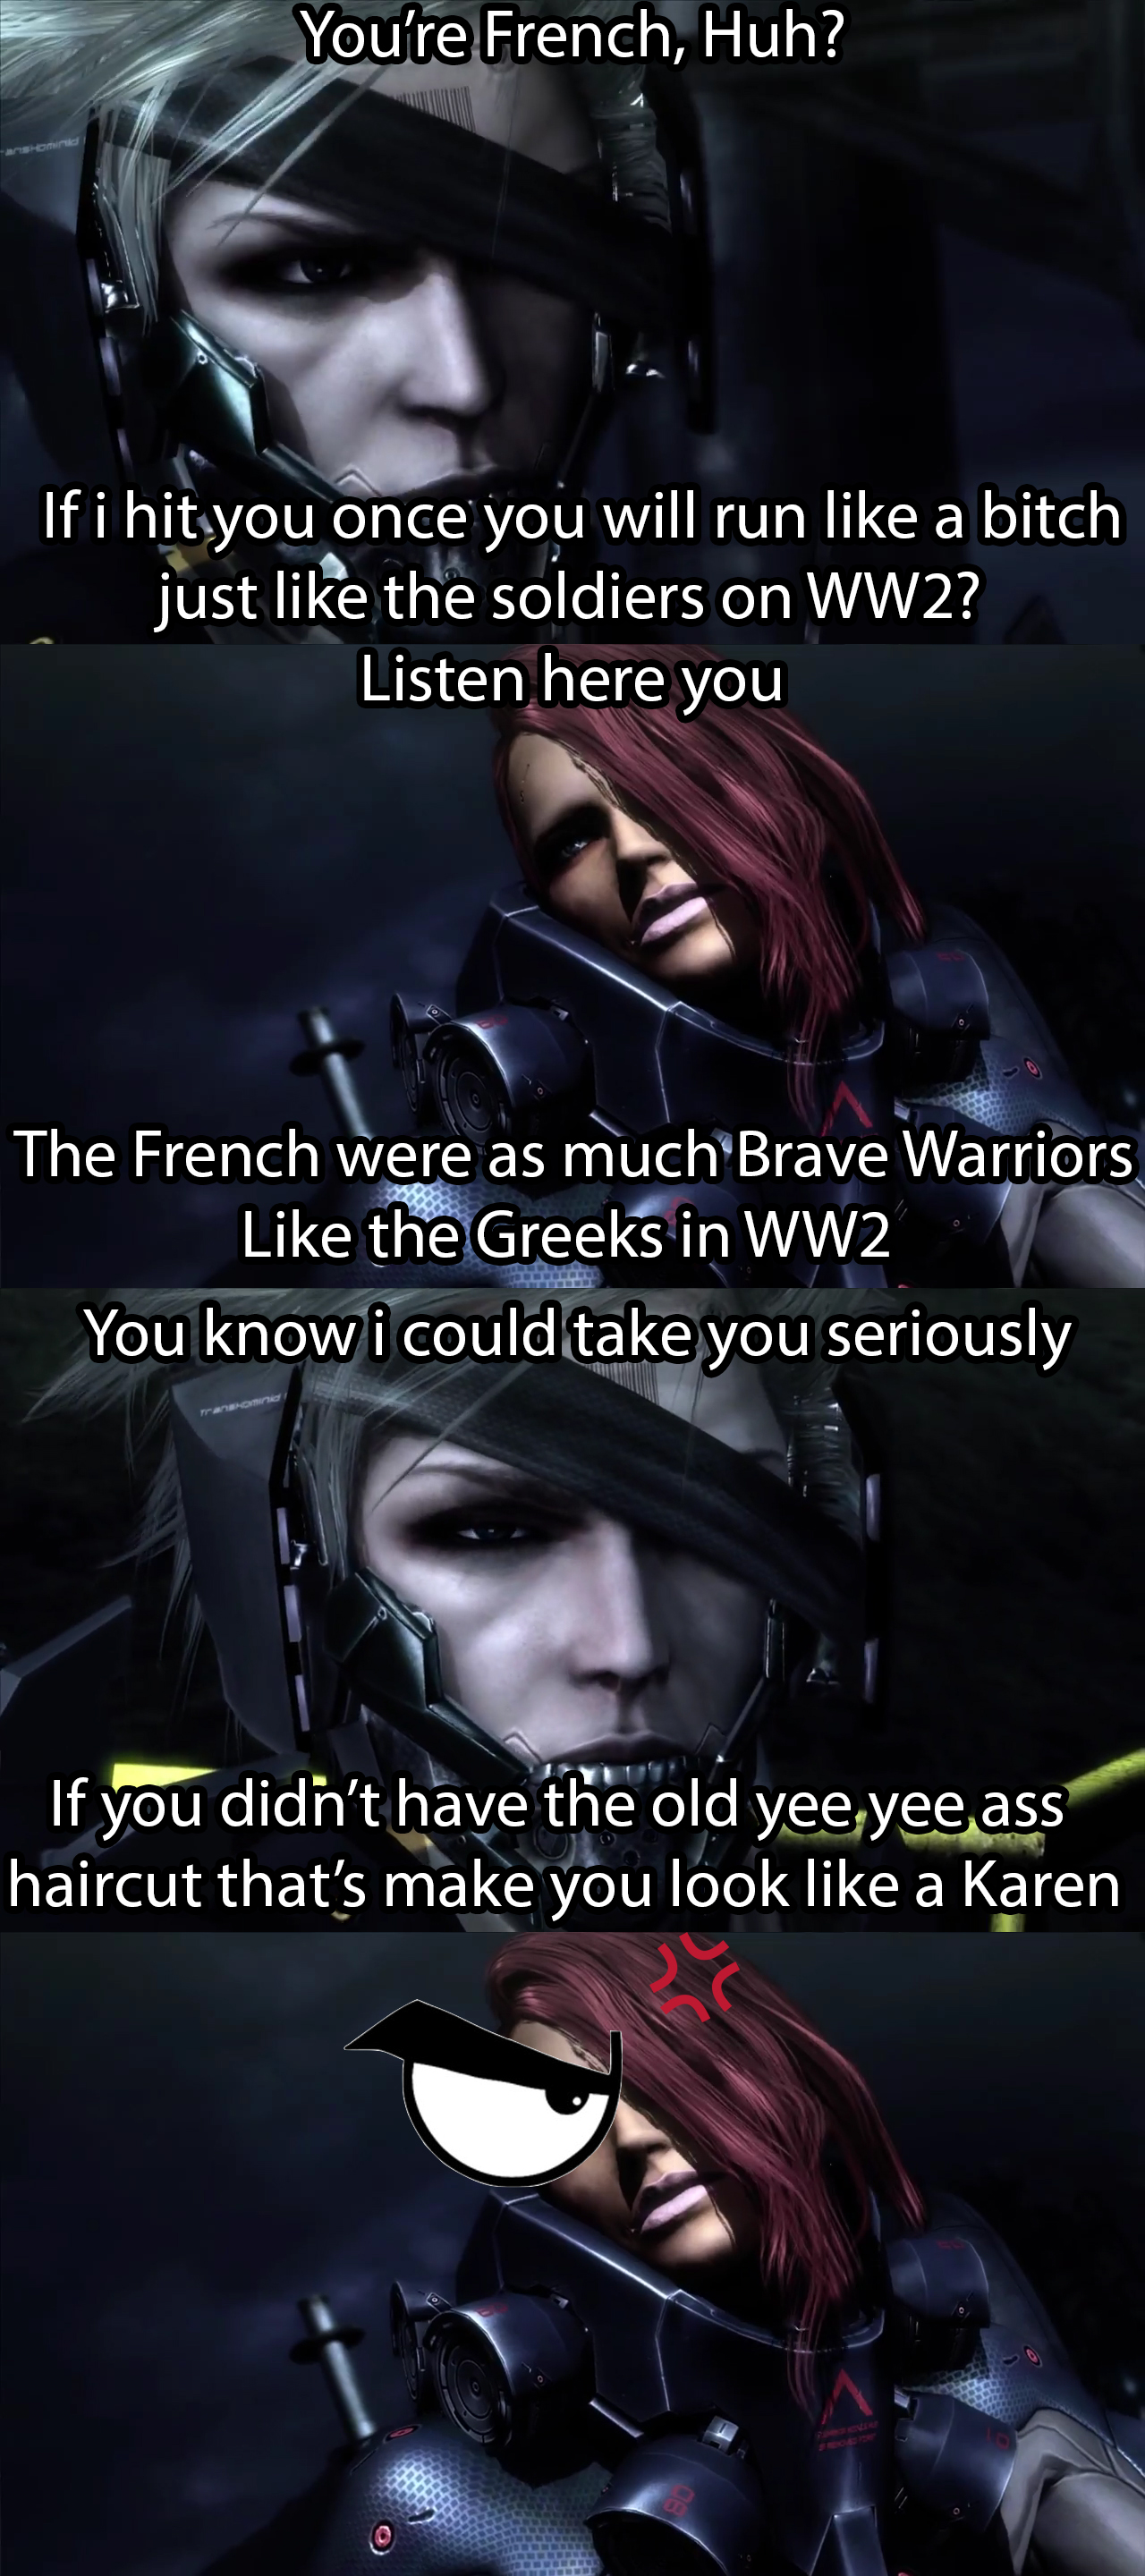 You're French, Huh?
ansHominid
If i hit you once you will run like a bitch
just like the soldiers on WW2?
Listen here you
The French were as much Brave Warriors
Like the Greeks in WW2
You know i could take you seriously
TransHominid
If you didn't have the old yee yee ass
haircut that's make you look like a Karen